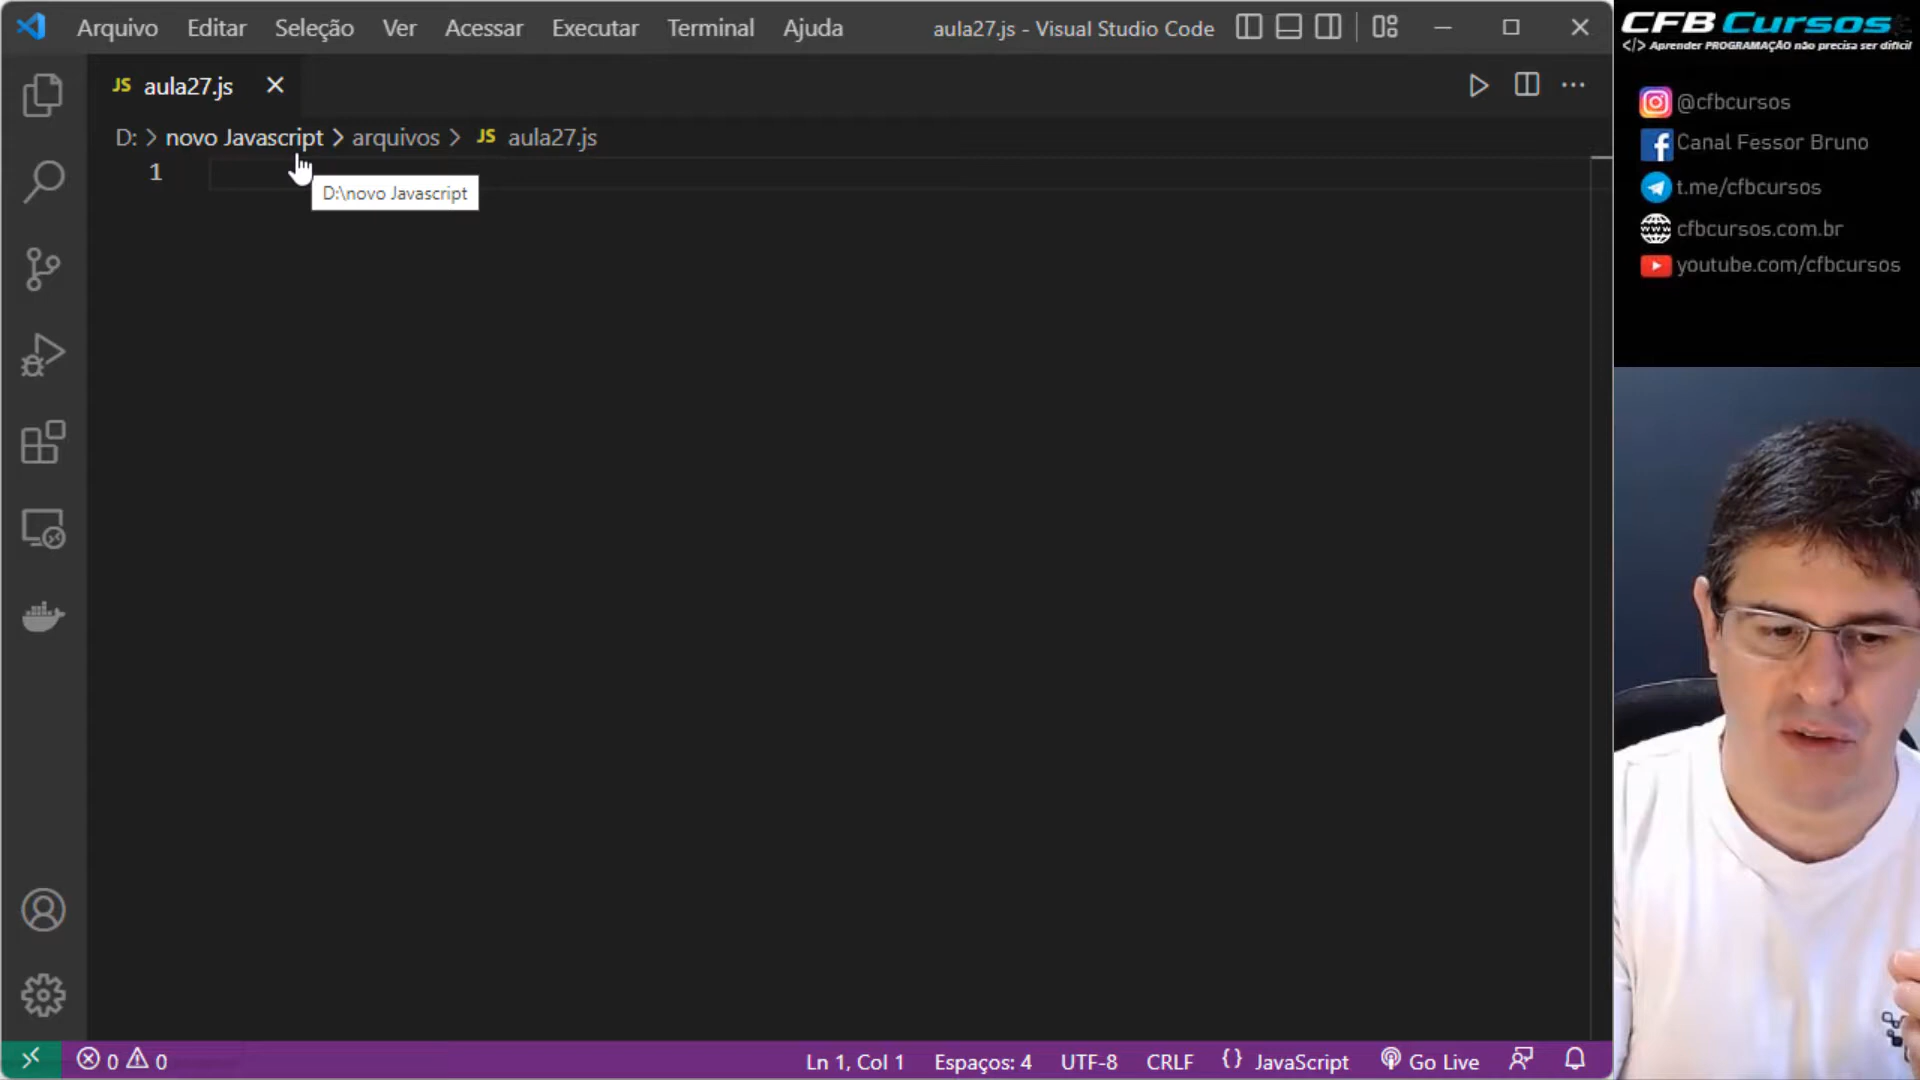 Arquivo Editar Seleção Ver Acessar Executar Terminal Ajuda aula27.js - Visual Studio Code
JS aula27.js
D: > novo Javascript > arquivos > JS aula27.js
1
D:\novo Javascript
0 0 Ln 1, Col 1 Espaços: 4 UTF-8 CRLF {} JavaScript Go Live
CFB Cursos
</> Aprender PROGRAMAÇÃO não precisa ser difícil
@cfbcursos
Canal Fessor Bruno
t.me/cfbcursos
cfbcursos.com.br
youtube.com/cfbcursos